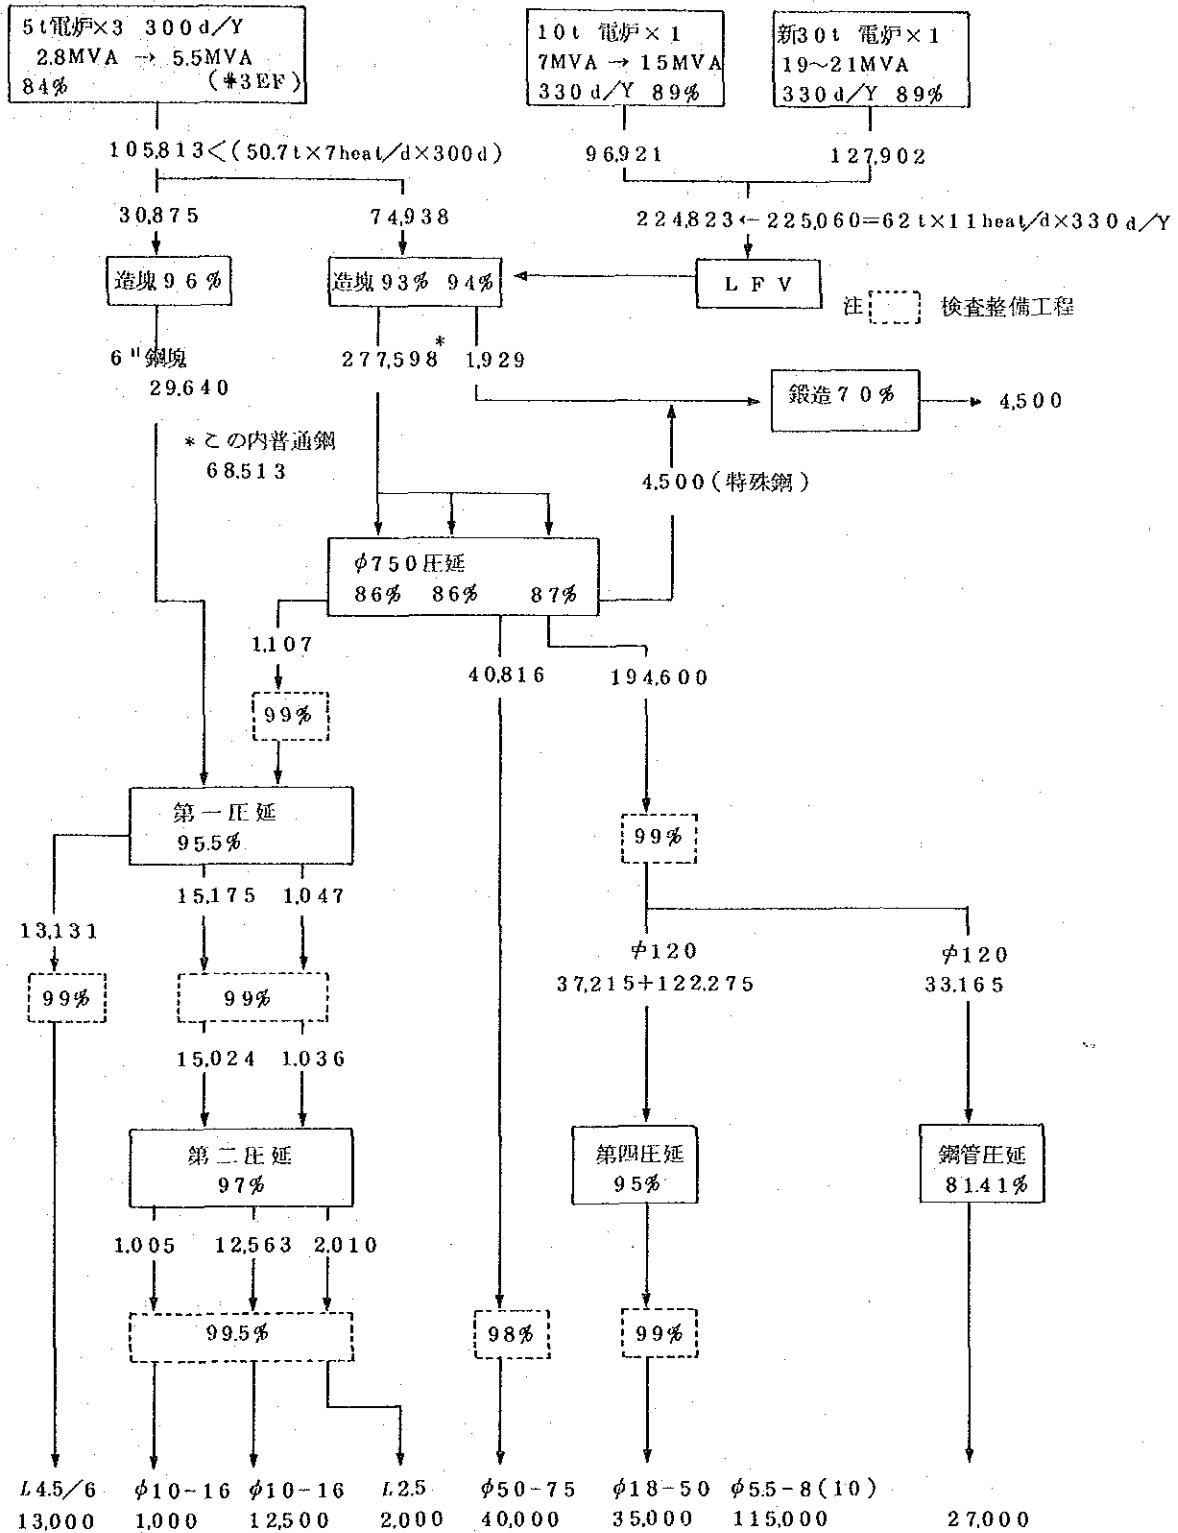 5t電炉×3 300d/Y
2.8MVA → 5.5MVA
(#3EF)
84%
10t 電炉×1
7MVA → 15MVA
330d/Y 89%
新30t 電炉×1
19~21MVA
330d/Y 89%
105,813<(50.7t×7heat/d×300d)
96,921
127,902
30,875
74,938
224,823←225,060=62t×11heat/d×330d/Y
造塊96%
造塊93% 94%
LFV
注 検査整備工程
6"鋼塊
29,640
277,598* 1,929
鍛造70%
4,500
*この内普通鋼
68,513
4,500(特殊鋼)
φ750圧延
86% 86% 87%
1,107
40,816
194,600
99%
第一圧延
95.5%
99%
15,175 1,047
13,131
φ120
37,215+122,275
φ120
33,165
99%
99%
15,024 1,036
第二圧延
97%
第四圧延
95%
鋼管圧延
81.41%
1,005 12,563 2,010
99.5%
98%
99%
L4.5/6 φ10-16 φ10-16 L2.5 φ50-75 φ18-50 φ5.5-8(10)
13,000 1,000 12,500 2,000 40,000 35,000 115,000 27,000